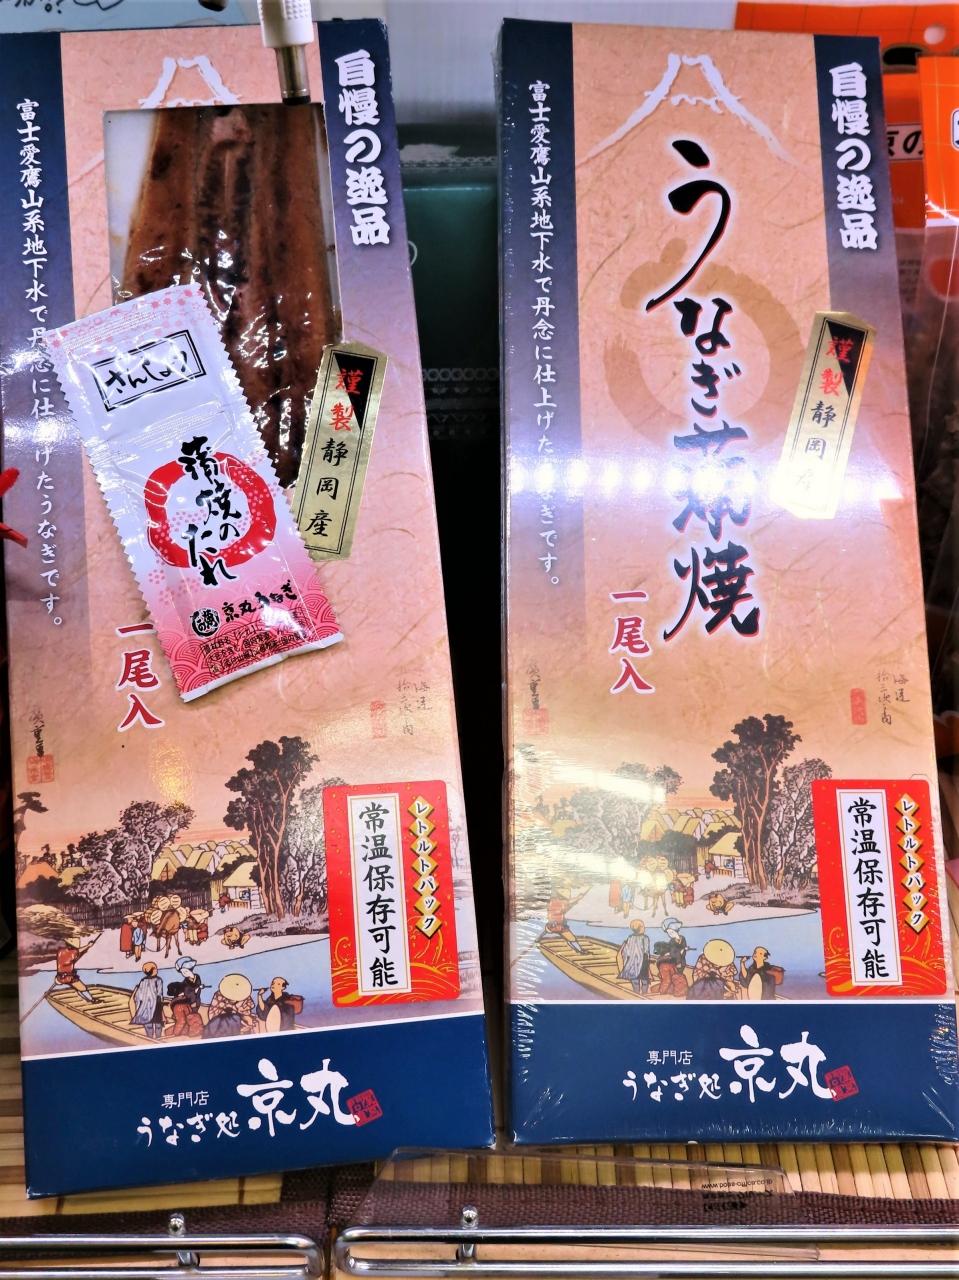 自慢の逸品
富士愛鷹山系地下水で丹念に仕上げたうなぎです。
さんしょう
蒲焼のたれ
京丸うなぎ
謹製静岡産
一尾入
レトルトパック
常温保存可能
専門店
うなぎ処京丸
自慢の逸品
うなぎ蒲焼
富士愛鷹山系地下水で丹念に仕上げたうなぎです。
謹製静岡産
一尾入
レトルトパック
常温保存可能
専門店
うなぎ処京丸